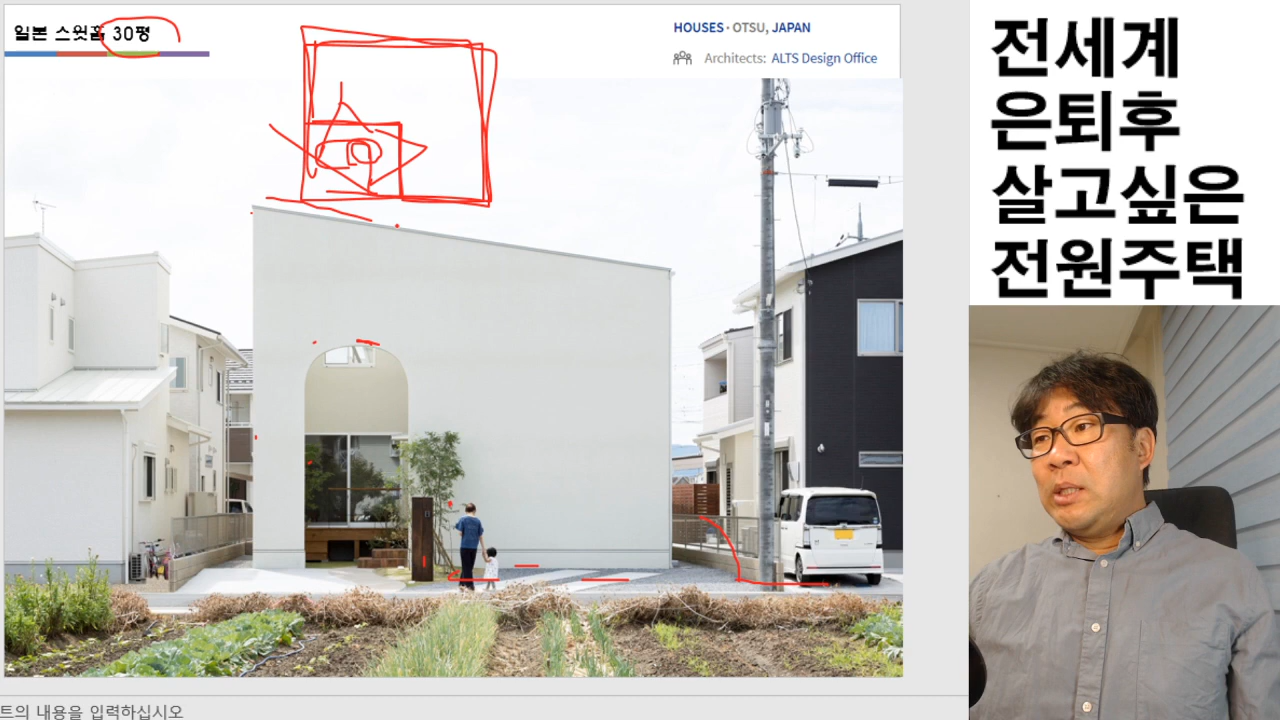 일본 스윗홈 30평
HOUSES · OTSU, JAPAN
Architects: ALTS Design Office
전세계
은퇴후
살고싶은
전원주택
트의 내용을 입력하십시오